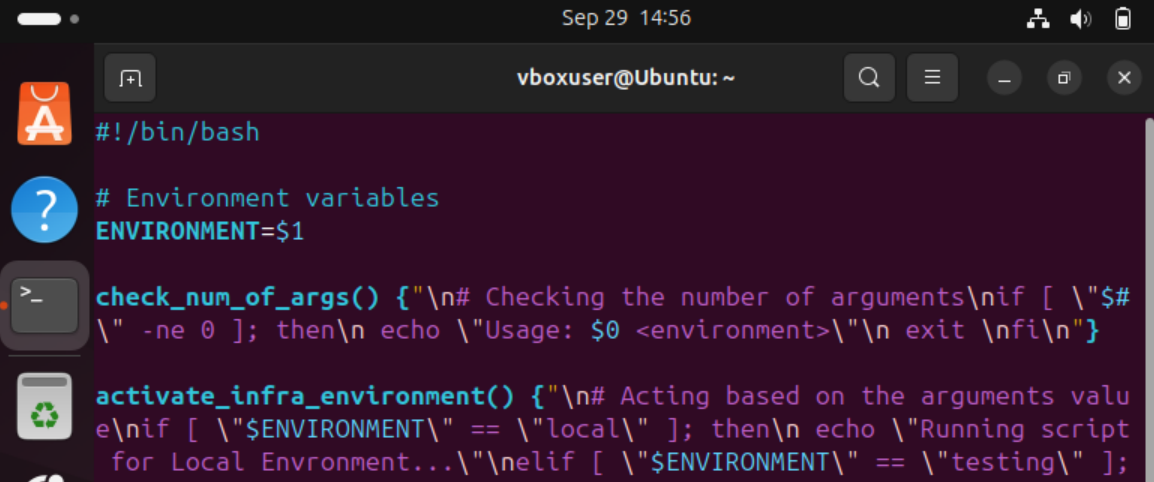 Sep 29 14:56
vboxuser@Ubuntu: ~
#!/bin/bash
# Environment variables
ENVIRONMENT=$1
check_num_of_args() {"\n# Checking the number of arguments\nif [ \"$#
\" -ne 0 ]; then\n echo \"Usage: $0 <environment>\"\n exit \nfi\n"}
activate_infra_environment() {"\n# Acting based on the arguments valu
e\nif [ \"$ENVIRONMENT\" == \"local\" ]; then\n echo \"Running script
for Local Envronment...\"\nelif [ \"$ENVIRONMENT\" == \"testing\" ];